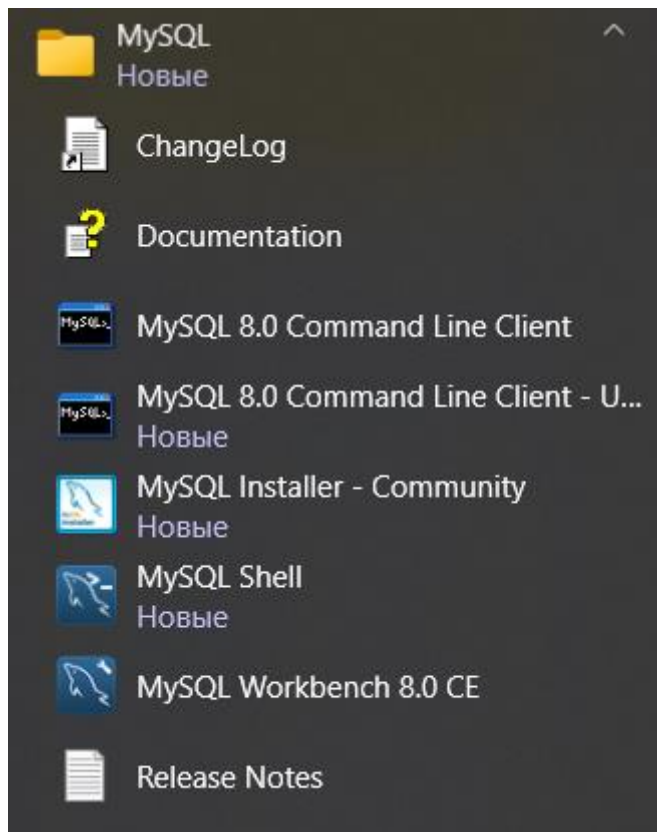 MySQL
Новые
ChangeLog
Documentation
MySQL 8.0 Command Line Client
MySQL 8.0 Command Line Client - U...
Новые
MySQL Installer - Community
Новые
MySQL Shell
Новые
MySQL Workbench 8.0 CE
Release Notes